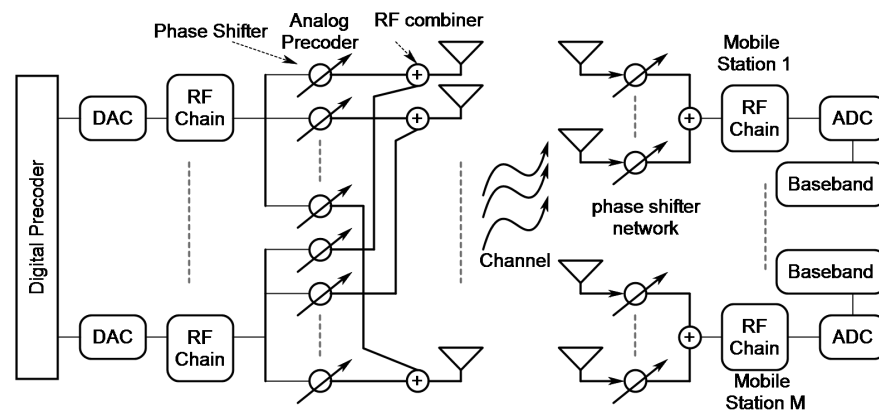 Phase Shifter
Analog
Precoder
RF combiner
Mobile
Station 1
Digital Precoder
DAC
RF
Chain
+
+
+
RF
Chain
ADC
Baseband
phase shifter
network
Channel
Baseband
DAC
RF
Chain
+
+
RF
Chain
ADC
Mobile
Station M